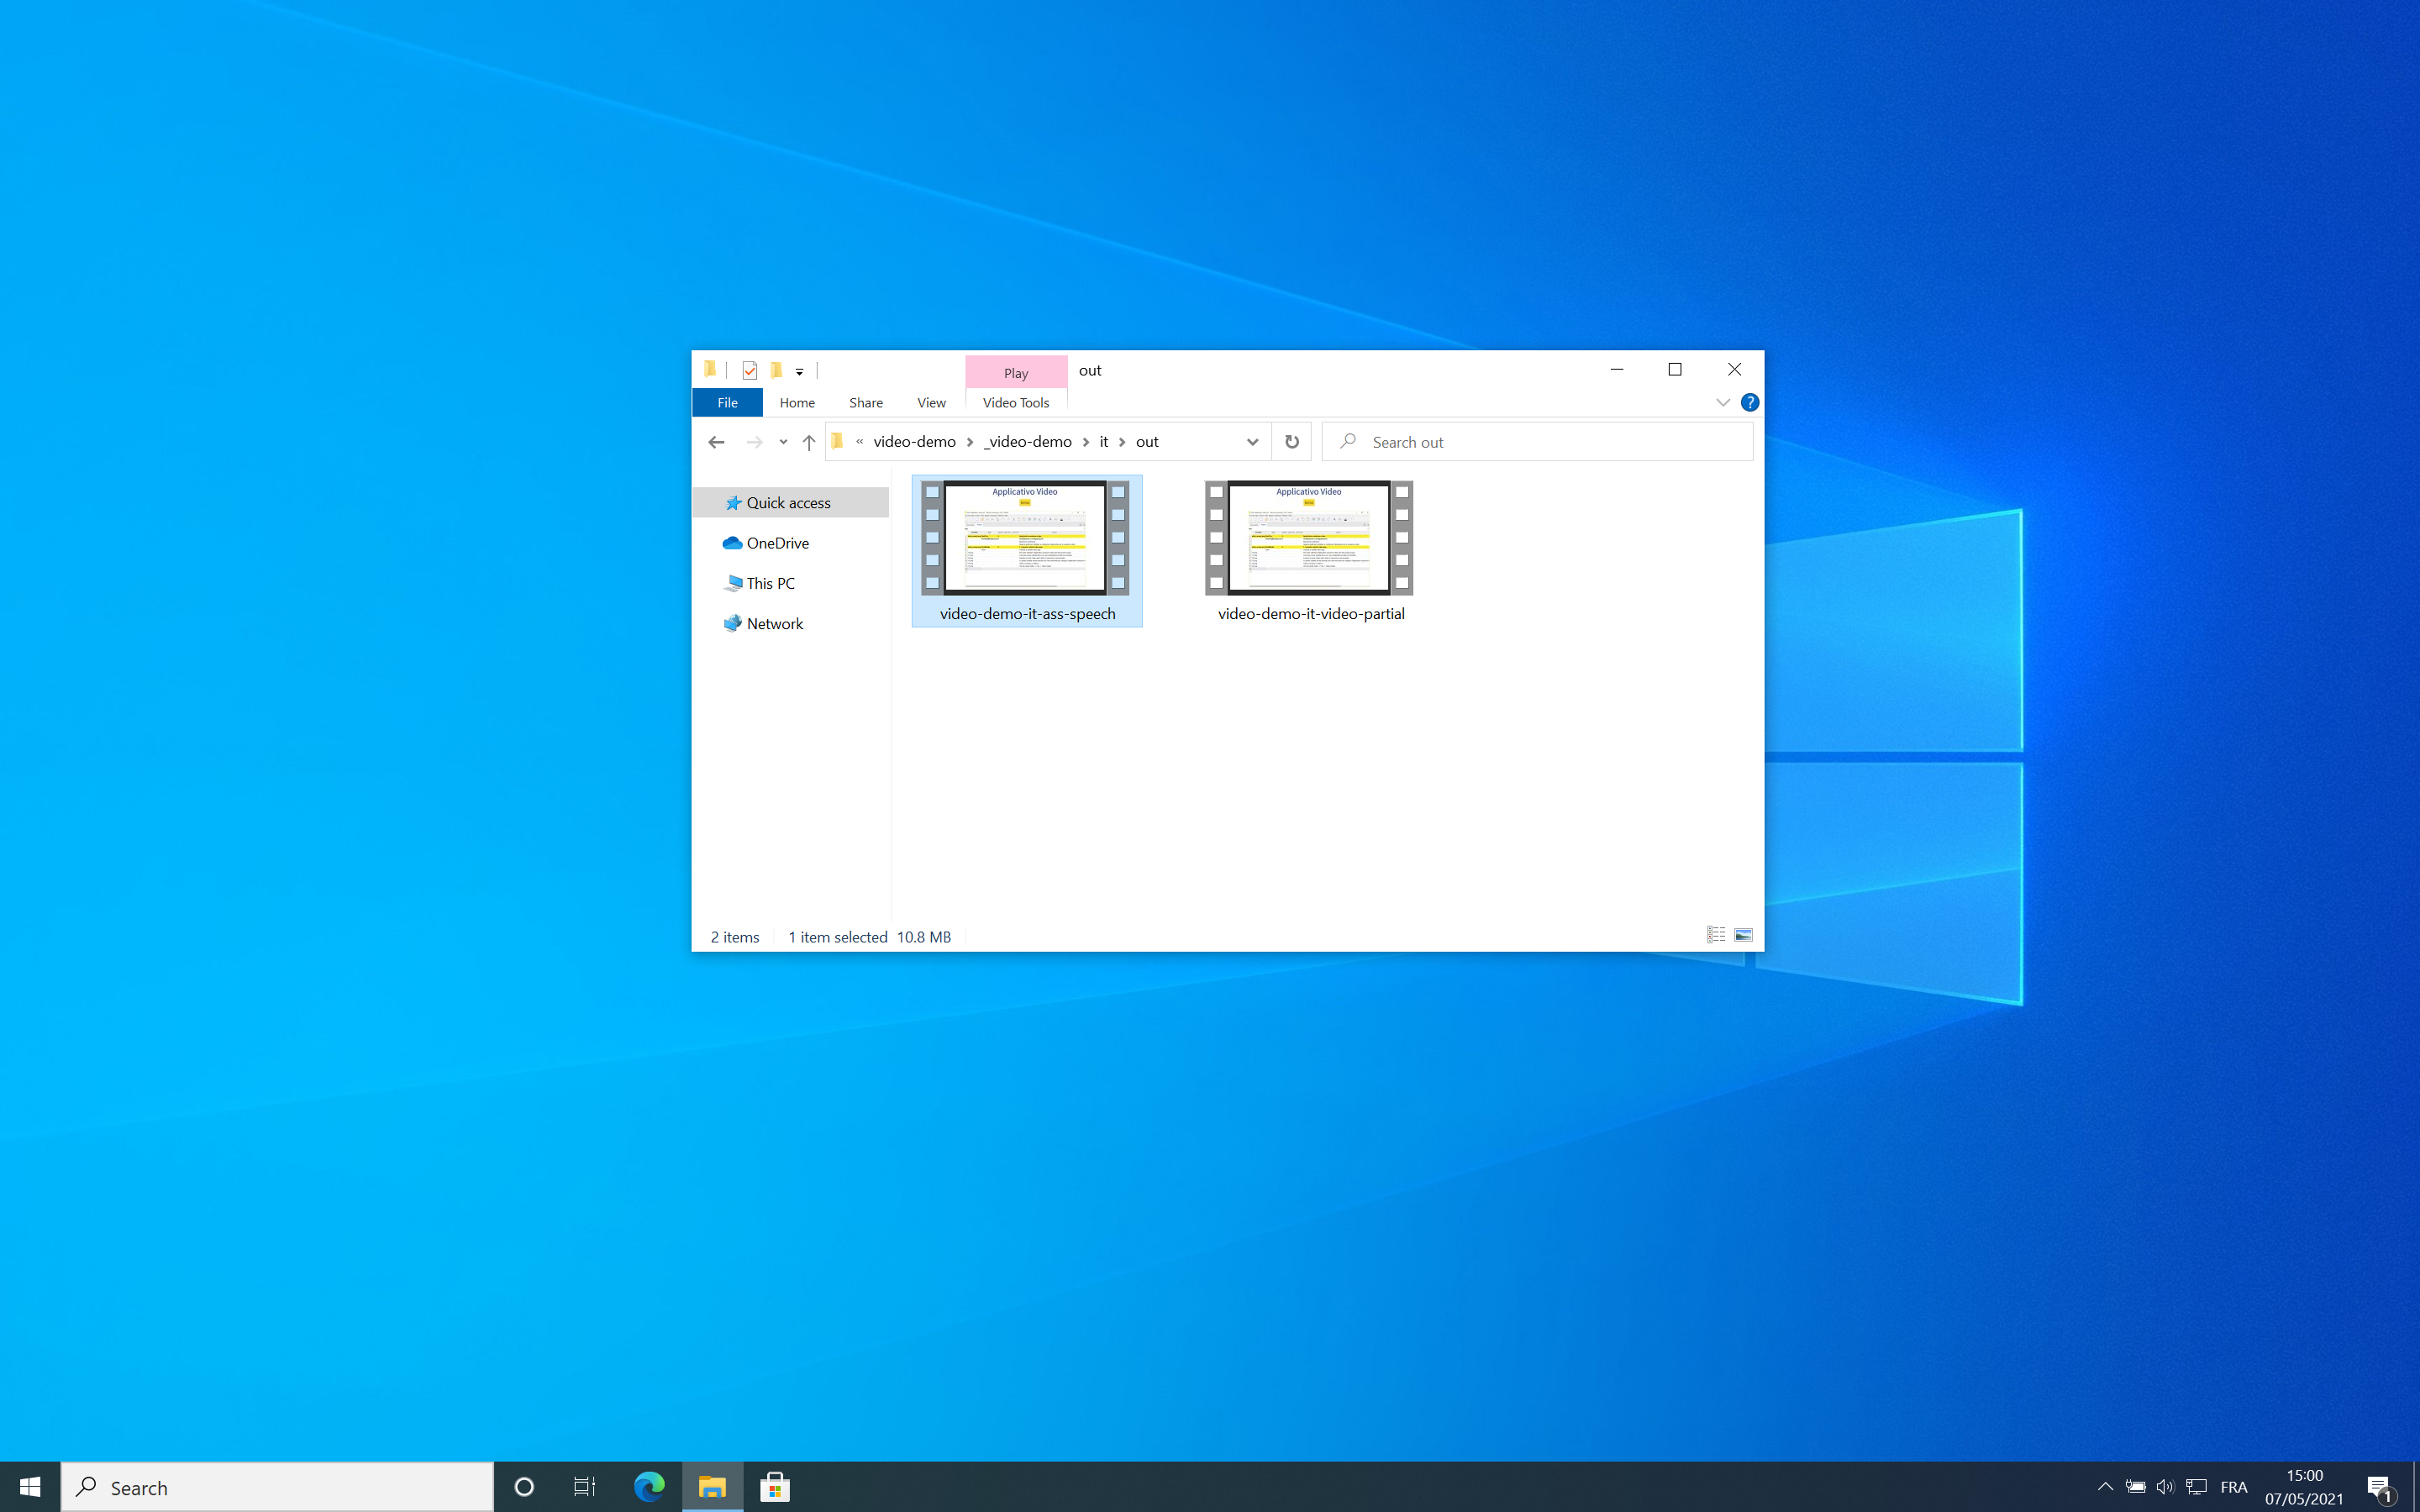 Play
out
File
Home
Share
View
Video Tools
?
« video-demo > _video-demo > it > out
Search out
Quick access
OneDrive
This PC
Network
Applicativo Video
Applicativo Video
video-demo-it-ass-speech
video-demo-it-video-partial
2 items
1 item selected 10.8 MB
Search
FRA
15:00
07/05/2021
1